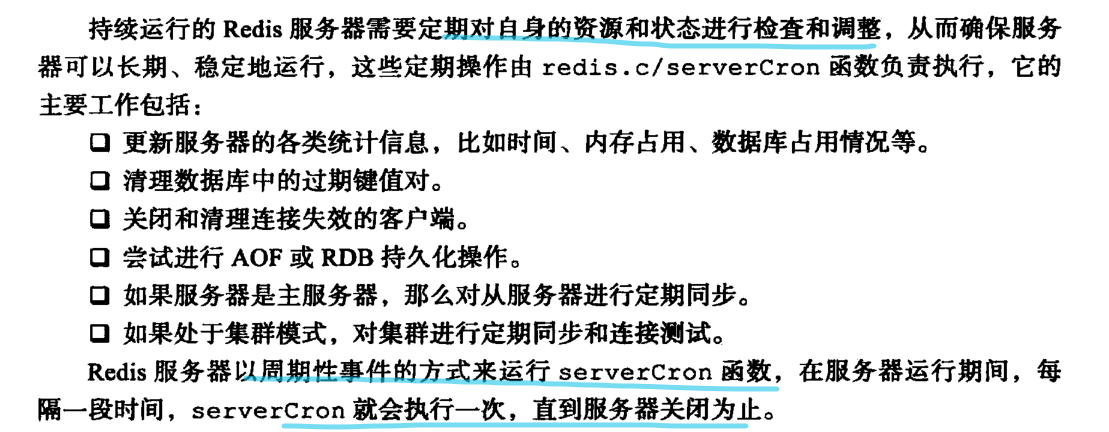 持续运行的 Redis 服务器需要定期对自身的资源和状态进行检查和调整，从而确保服务
器可以长期、稳定地运行，这些定期操作由 redis.c/serverCron 函数负责执行，它的
主要工作包括：
❏ 更新服务器的各类统计信息，比如时间、内存占用、数据库占用情况等。
❏ 清理数据库中的过期键值对。
❏ 关闭和清理连接失效的客户端。
❏ 尝试进行 AOF 或 RDB 持久化操作。
❏ 如果服务器是主服务器，那么对从服务器进行定期同步。
❏ 如果处于集群模式，对集群进行定期同步和连接测试。
Redis 服务器以周期性事件的方式来运行 serverCron 函数，在服务器运行期间，每
隔一段时间，serverCron 就会执行一次，直到服务器关闭为止。